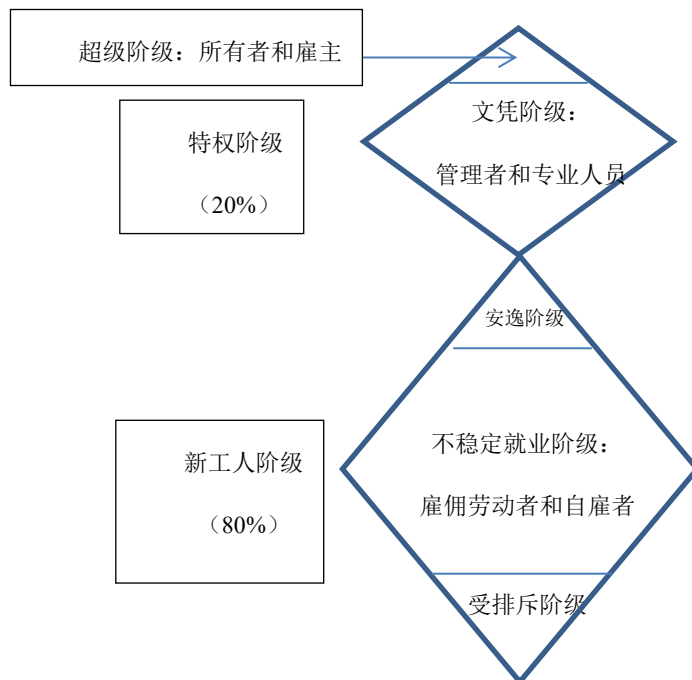 超级阶级：所有者和雇主
文凭阶级：
特权阶级
管理者和专业人员
（20%）
安逸阶级
不稳定就业阶级：
新工人阶级
雇佣劳动者和自雇者
（80%）
受排斥阶级